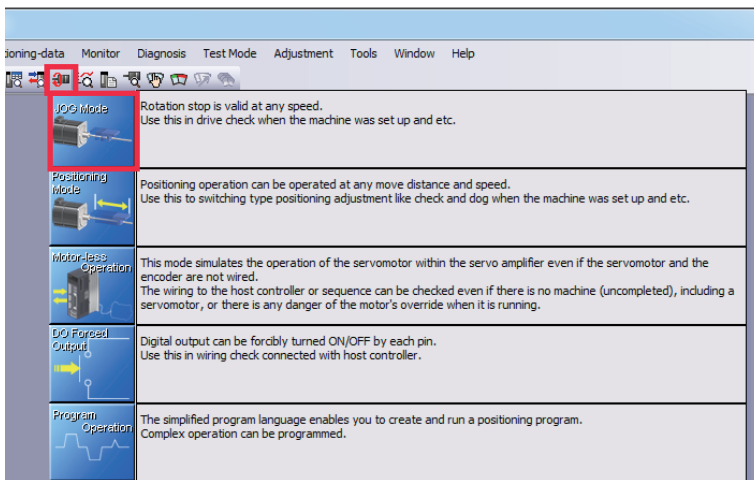 ioning-data Monitor Diagnosis Test Mode Adjustment Tools Window Help
JOG Mode
Rotation stop is valid at any speed.
Use this in drive check when the machine was set up and etc.
Positioning
Mode
Positioning operation can be operated at any move distance and speed.
Use this to switching type positioning adjustment like check and dog when the machine was set up and etc.
Motor-less
Operation
This mode simulates the operation of the servomotor within the servo amplifier even if the servomotor and the
encoder are not wired.
The wiring to the host controller or sequence can be checked even if there is no machine (uncompleted), including a
servomotor, or there is any danger of the motor's override when it is running.
DO Forced
Output
Digital output can be forcibly turned ON/OFF by each pin.
Use this in wiring check connected with host controller.
Program
Operation
The simplified program language enables you to create and run a positioning program.
Complex operation can be programmed.